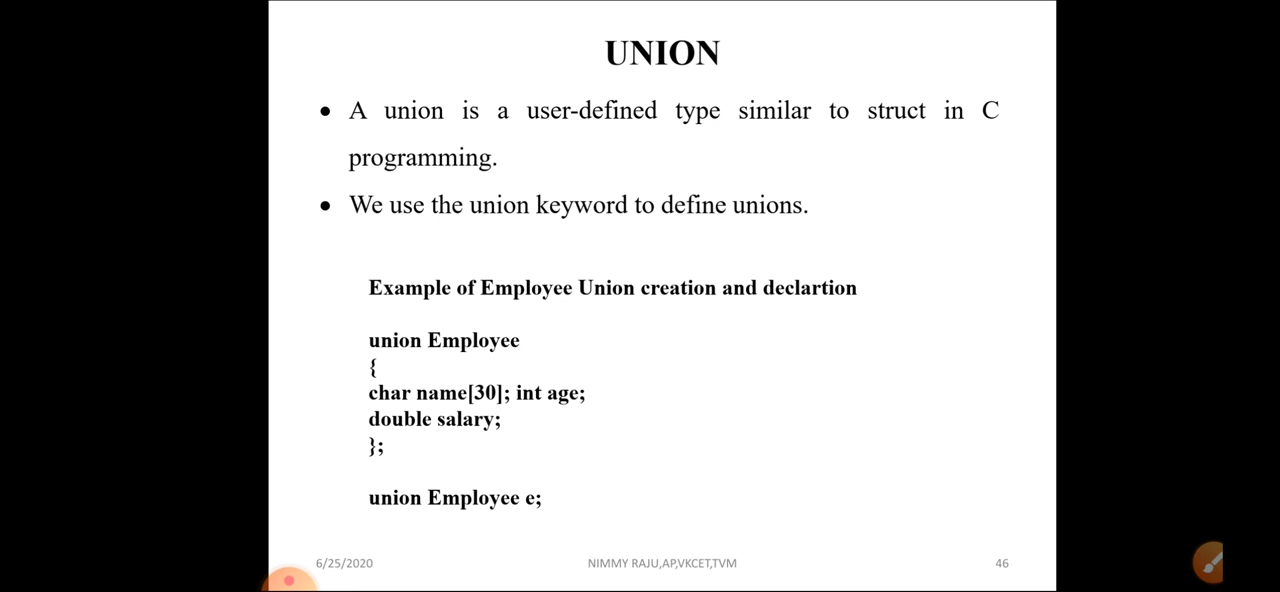 UNION
• A union is a user-defined type similar to struct in C
programming.
• We use the union keyword to define unions.
Example of Employee Union creation and declartion
union Employee
{
char name[30]; int age;
double salary;
};
union Employee e;
6/25/2020 NIMMY RAJU,AP,VKCET,TVM 46